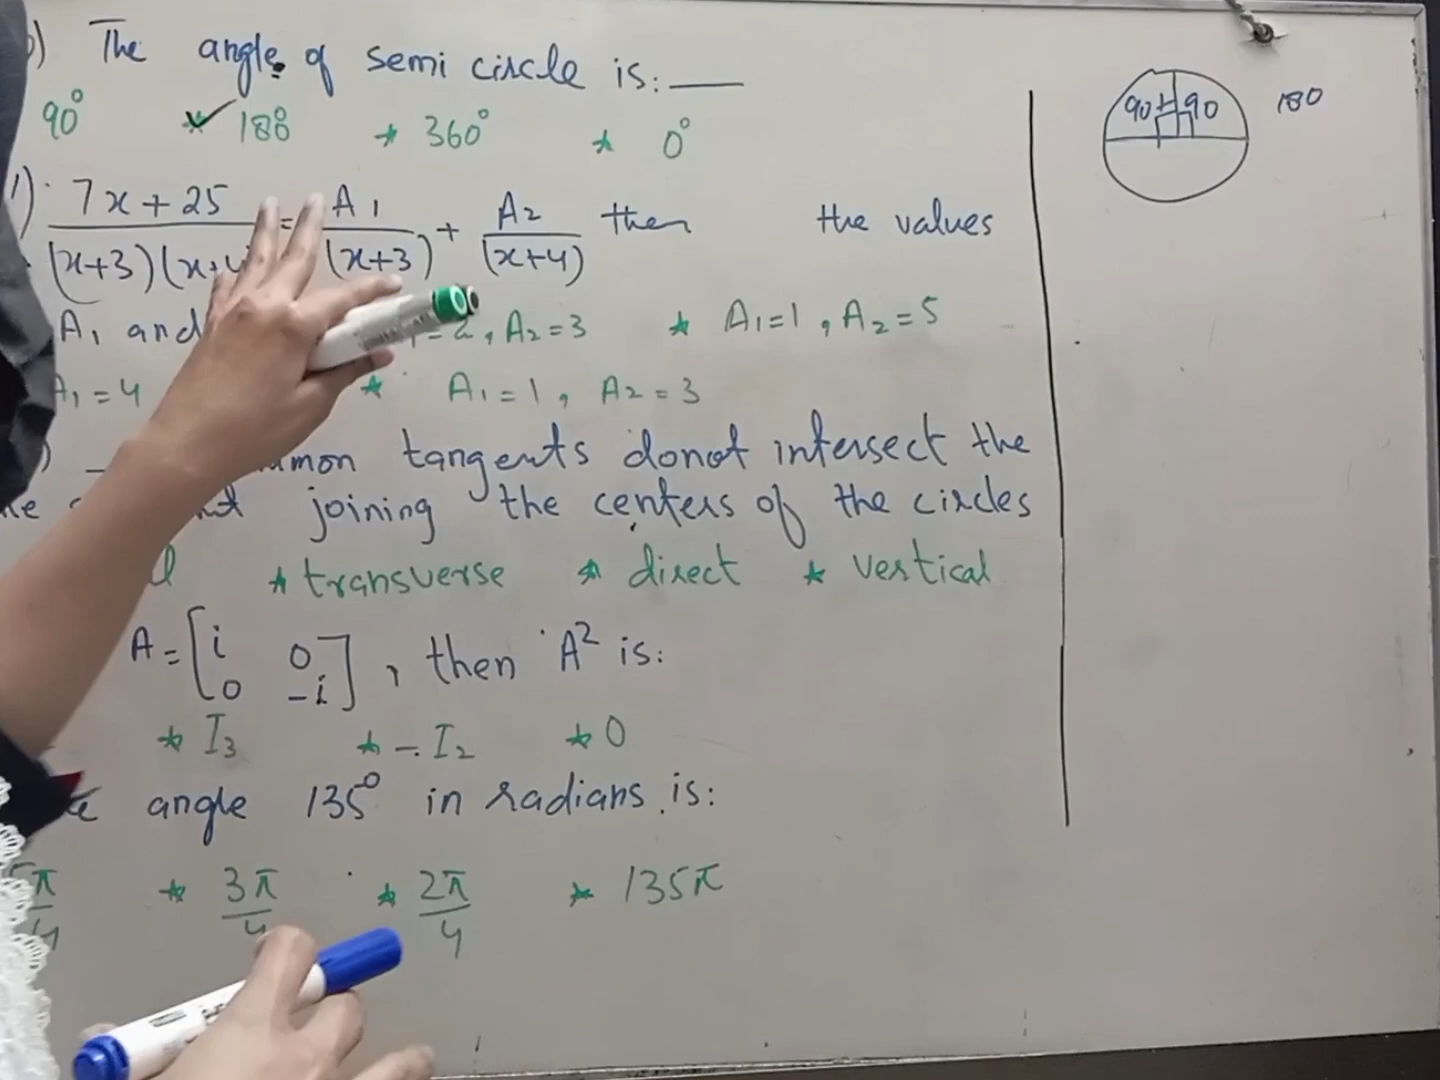 b) The angle of semi circle is: ___
90° ✓ 180° * 360° * 0°
7x + 25 / (x+3)(x+4) = A1 / (x+3) + A2 / (x+4) then the values
A1 and = 2, A2 = 3 * A1 = 1, A2 = 5
A1 = 4 * A1 = 1, A2 = 3
tangents donot intersect the
joining the centers of the circles
* transverse * direct * vertical
A = [i 0 0 -i], then A² is:
* I3 * -I2 * 0
angle 135° in radians is:
* 3π/4 * 2π/4 * 135π
90 + 90 180